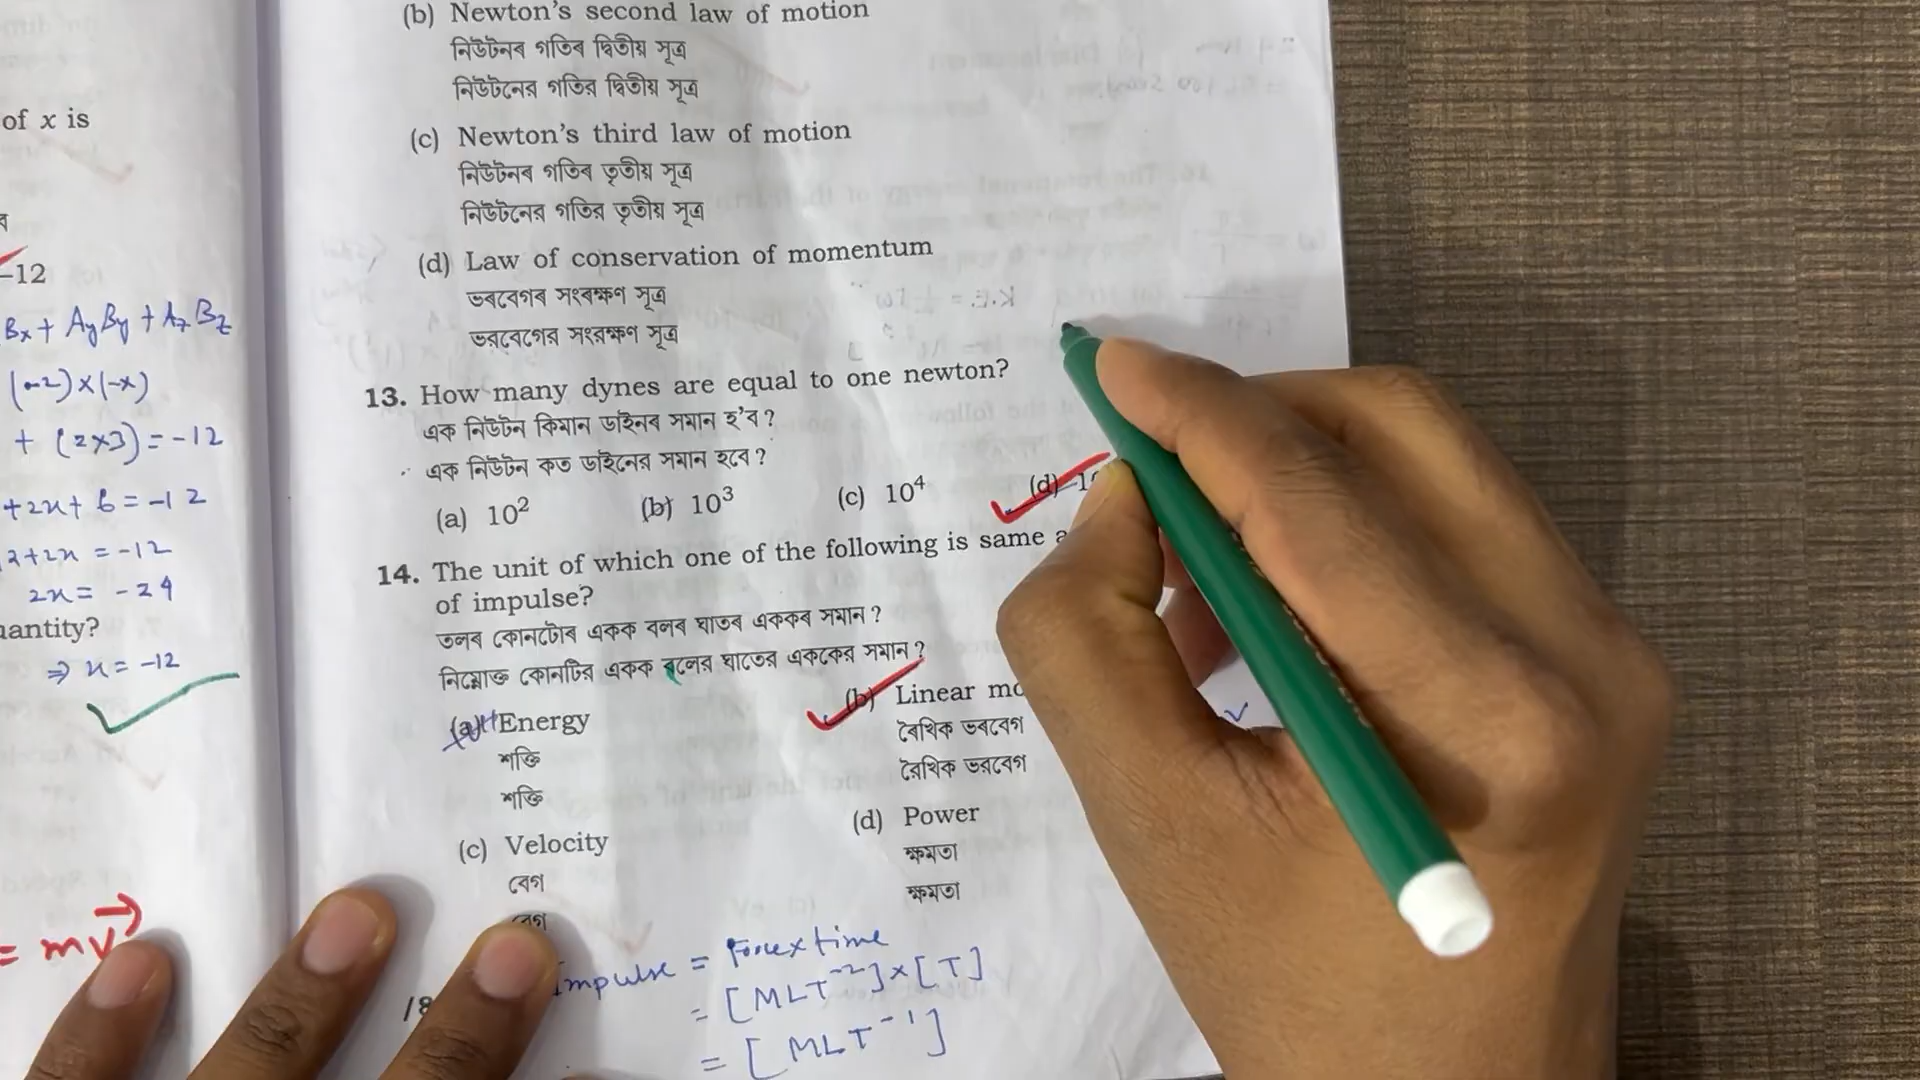 of x is
-12
Bx + AyBy + AzBz
(-2)×(-x)
+ (2×3) = -12
+2x+6 = -12
2x = -24
uantity?
⇒ x = -12
= mv
(b) Newton's second law of motion
নিউটনৰ গতিৰ দ্বিতীয় সূত্ৰ
নিউটনের গতির দ্বিতীয় সূত্র
(c) Newton's third law of motion
নিউটনৰ গতিৰ তৃতীয় সূত্ৰ
নিউটনের গতির তৃতীয় সূত্র
(d) Law of conservation of momentum
ভৰবেগৰ সংৰক্ষণ সূত্ৰ
ভরবেগের সংরক্ষণ সূত্র
13. How many dynes are equal to one newton?
এক নিউটন কিমান ডাইনৰ সমান হ'ব?
এক নিউটন কত ডাইনের সমান হবে?
(a) 10² (b) 10³ (c) 10⁴ (d)
14. The unit of which one of the following is same
of impulse?
তলৰ কোনটোৰ একক বলৰ ঘাতৰ এককৰ সমান?
নিম্নোক্ত কোনটির একক বলের ঘাতের এককের সমান?
(a) Energy (b) Linear
শক্তি ৰৈখিক ভৰবেগ
শক্তি রৈখিক ভরবেগ
(c) Velocity (d) Power
বেগ ক্ষমতা
বেগ ক্ষমতা
Impulse = Force × time
= [MLT⁻²] × [T]
= [MLT⁻¹]
/8